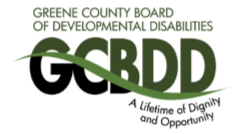 GREENE COUNTY BOARD
OF DEVELOPMENTAL DISABILITIES
GCBDD
A Lifetime of Dignity
and Opportunity